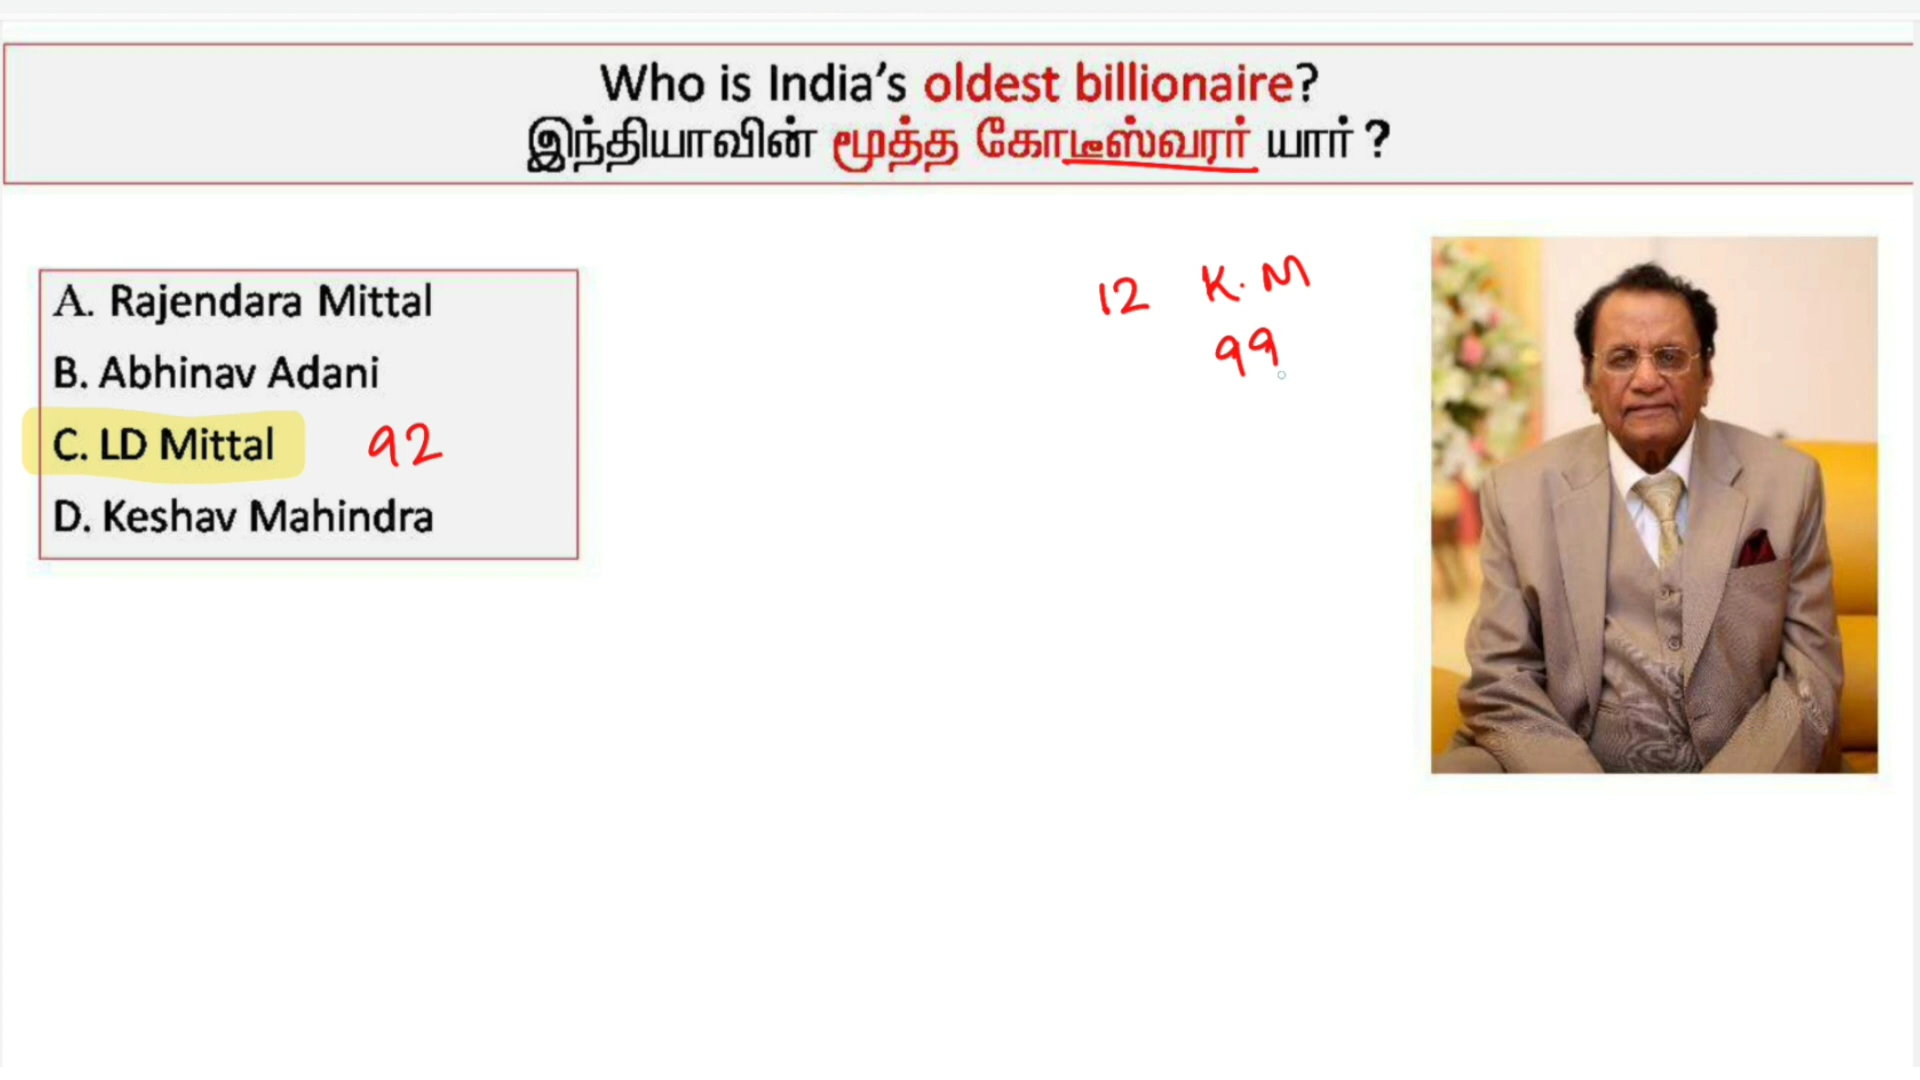 Who is India's oldest billionaire?
இந்தியாவின் மூத்த கோடீஸ்வரர் யார் ?
A. Rajendara Mittal
B. Abhinav Adani
C. LD Mittal 92
D. Keshav Mahindra
12 K.M
99